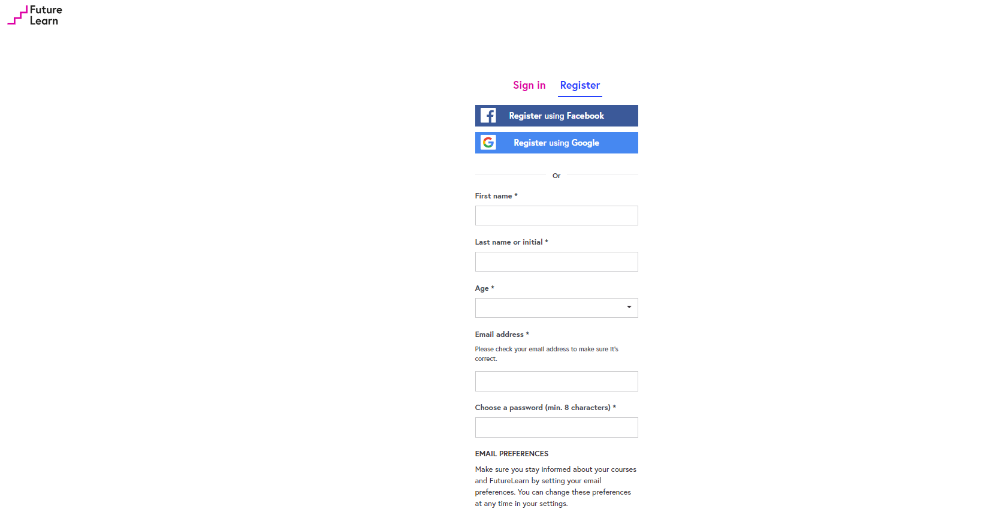 Future
Learn
Sign in Register
Register using Facebook
Register using Google
Or
First name *
Last name or initial *
Age *
Email address *
Please check your email address to make sure it's
correct.
Choose a password (min. 8 characters) *
EMAIL PREFERENCES
Make sure you stay informed about your courses
and FutureLearn by setting your email
preferences. You can change these preferences
at any time in your settings.